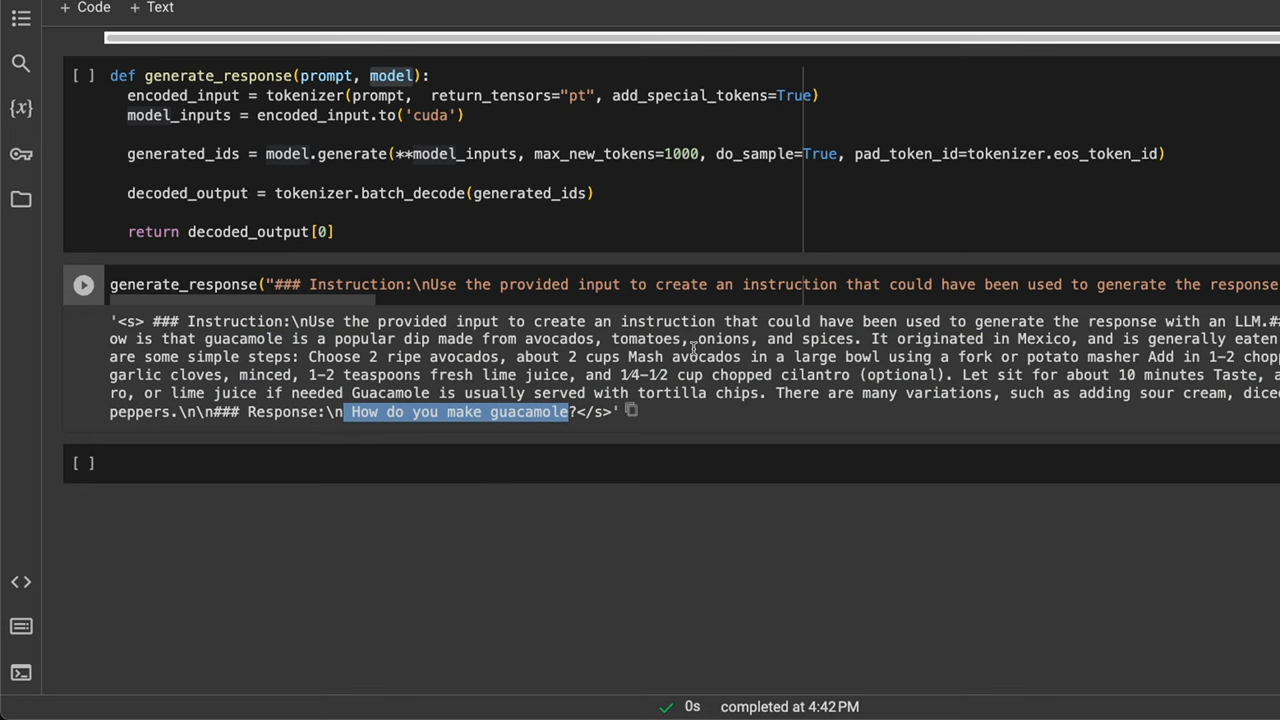 + Code + Text
[ ] def generate_response(prompt, model):
encoded_input = tokenizer(prompt, return_tensors="pt", add_special_tokens=True)
model_inputs = encoded_input.to('cuda')
generated_ids = model.generate(**model_inputs, max_new_tokens=1000, do_sample=True, pad_token_id=tokenizer.eos_token_id)
decoded_output = tokenizer.batch_decode(generated_ids)
return decoded_output[0]
generate_response("### Instruction:\nUse the provided input to create an instruction that could have been used to generate the response
'<s> ### Instruction:\nUse the provided input to create an instruction that could have been used to generate the response with an LLM.#
ow is that guacamole is a popular dip made from avocados, tomatoes, onions, and spices. It originated in Mexico, and is generally eaten
are some simple steps: Choose 2 ripe avocados, about 2 cups Mash avocados in a large bowl using a fork or potato masher Add in 1–2 chop
garlic cloves, minced, 1–2 teaspoons fresh lime juice, and 1⁄4–1⁄2 cup chopped cilantro (optional). Let sit for about 10 minutes Taste, a
ro, or lime juice if needed Guacamole is usually served with tortilla chips. There are many variations, such as adding sour cream, dice
peppers.\n\n### Response:\n How do you make guacamole?</s>'
[ ]
0s completed at 4:42 PM